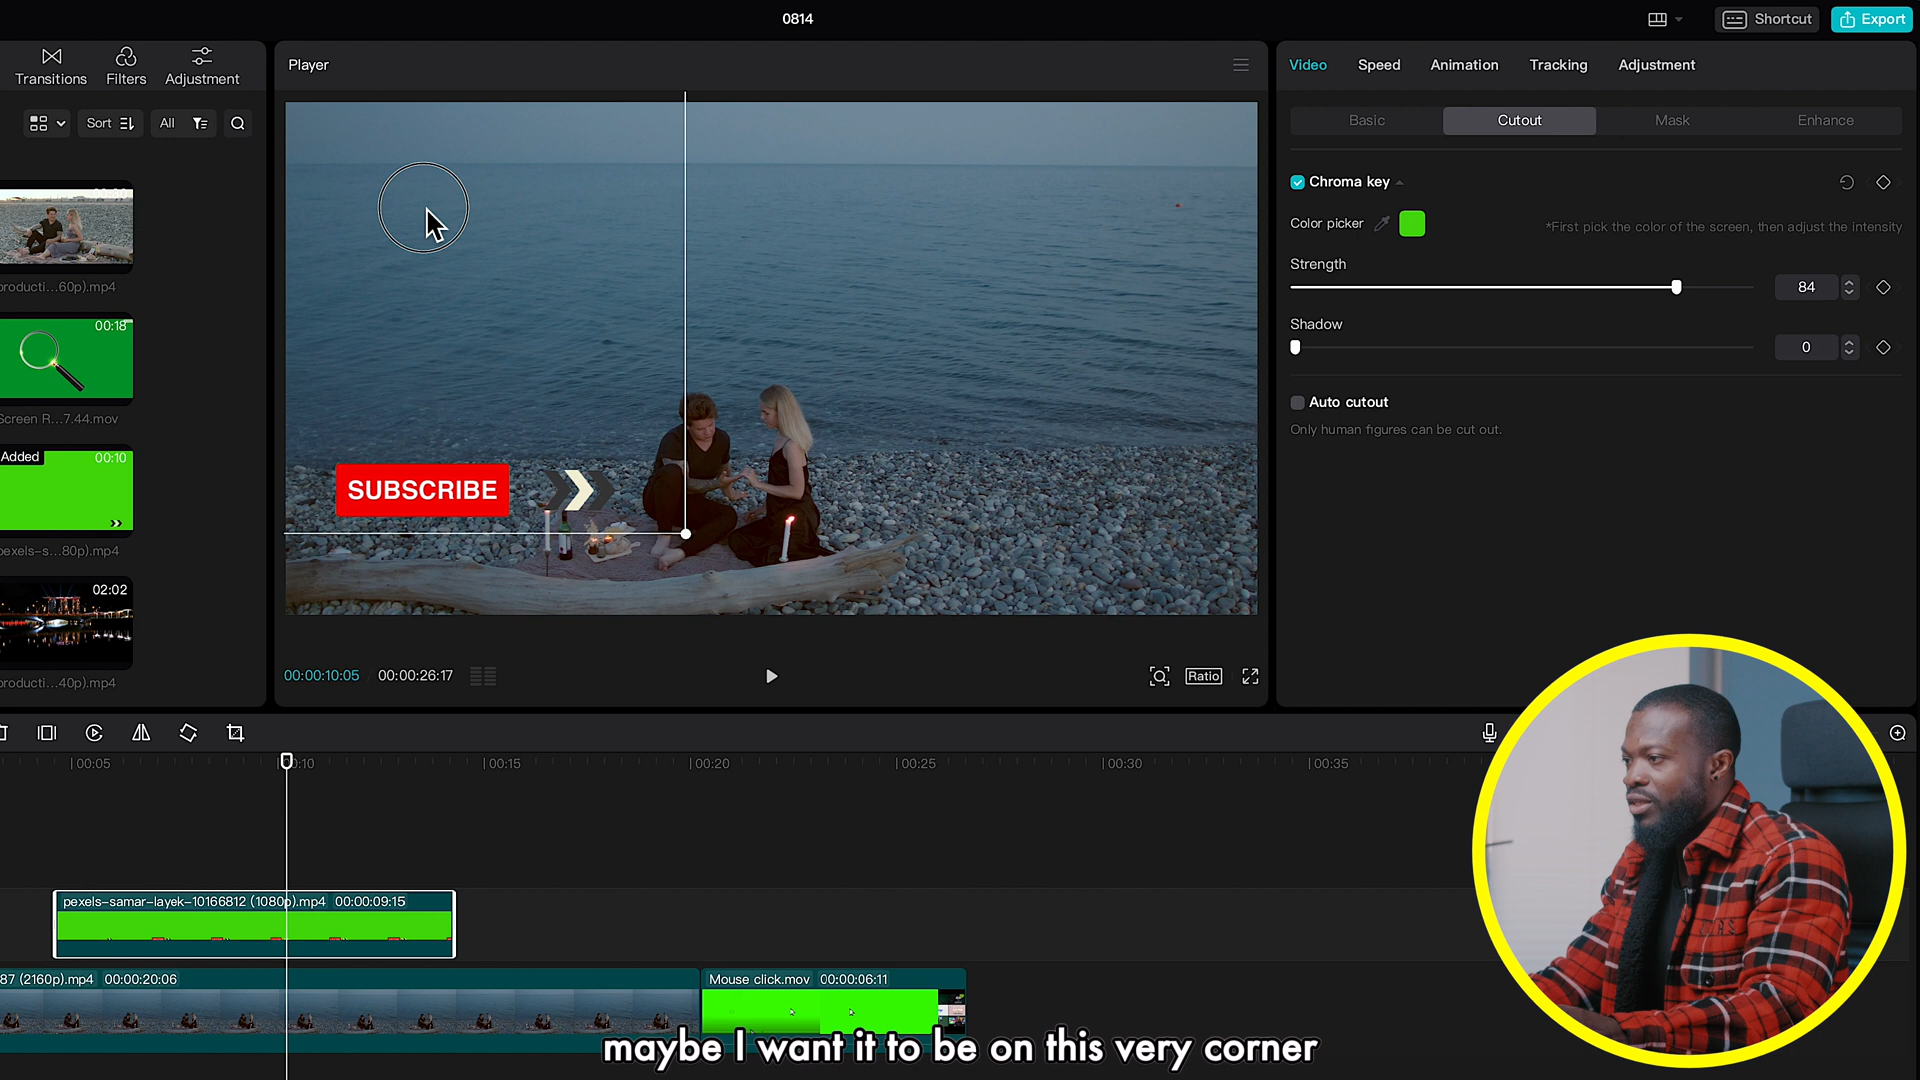 0814
Shortcut
Export
Transitions
Filters
Adjustment
Player
Video
Speed
Animation
Tracking
Adjustment
Sort
All
Basic
Cutout
Mask
Enhance
Chroma key
Color picker
*First pick the color of the screen, then adjust the intensity
Strength
84
Shadow
0
Auto cutout
Only human figures can be cut out.
producti...60p).mp4
00:18
Screen R...7.44.mov
Added
00:10
pexels-s...80p).mp4
02:02
producti...40p).mp4
SUBSCRIBE
00:00:10:05 / 00:00:26:17
Ratio
00:05
00:10
00:15
00:20
00:25
00:30
00:35
pexels-samar-layek-10166812 (1080p).mp4 00:00:09:15
87 (2160p).mp4 00:00:20:06
Mouse click.mov 00:00:06:11
maybe I want it to be on this very corner